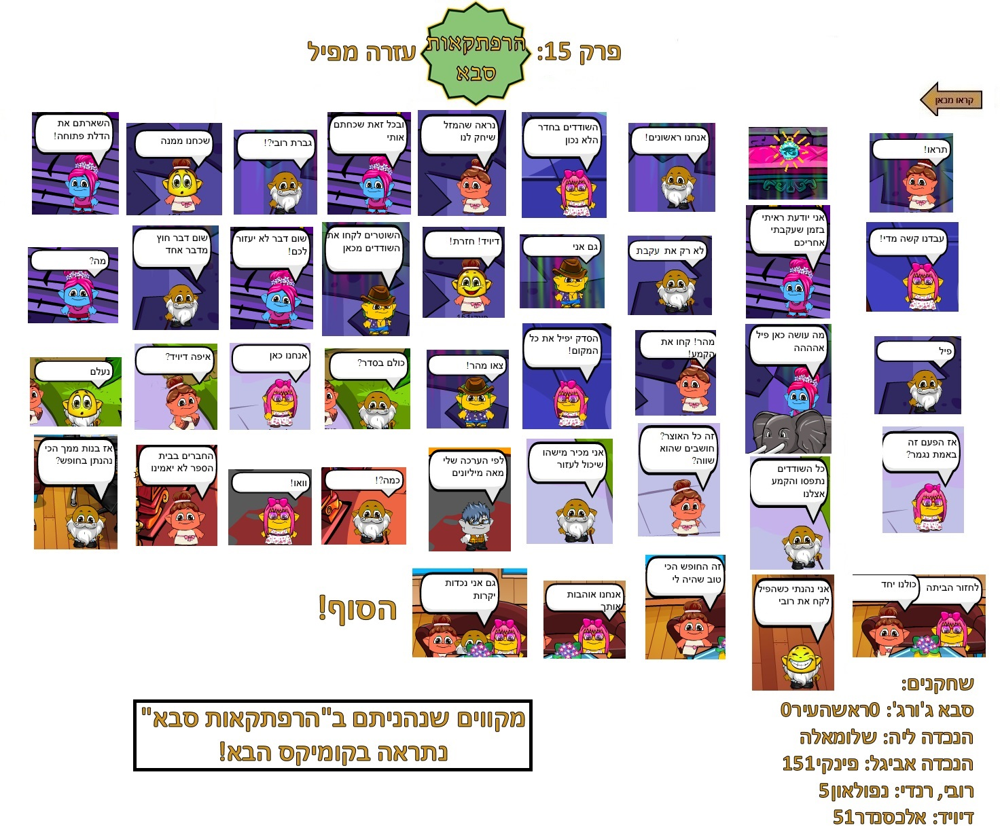 פרק 15:
הרפתקאות
סבא
עזרה מפיל
קראו מכאן
תראו!
אנחנו ראשונים!
השודדים בחדר
הלא נכון
נראה שהמזל
שיחק לנו
ובכל זאת שכחתם
אותי
גברת רובי?!
שכחנו ממנה
השארתם את
הדלת פתוחה!
עבדנו קשה מדי!
אני יודעת ראיתי
בזמן שעקבתי
אחריכם
לא רק את עקבת
גם אני
דיויד! חזרת!
השוטרים לקחו את
השודדים מכאן
שום דבר לא יעזור
לכם!
שום דבר חוץ
מדבר אחד
מה?
פיל
מה עושה כאן פיל
אהההה
מהר! קחו את
הקמע!
הסדק יפיל את כל
המקום!
צאו מהר!
כולם בסדר?
אנחנו כאן
איפה דיויד?
נעלם
אז הפעם זה
באמת נגמר?
כל השודדים
נתפסו והקמע
אצלנו
זה כל האוצר?
חושבים שהוא
שווה?
אני מכיר מישהו
שיכול לעזור
לפי הערכה שלי
מאה מיליונים
כמה?!
וואו!
החברים בבית
הספר לא יאמינו
אז בנות ממך הכי
נהנתן בחופש?
לחזור הביתה
כולנו יחד
אני נהנתי כשהפיל
לקח את רובי
זה החופש הכי
טוב שהיה לי
אנחנו אוהבות
אותך
גם אני נכדות
יקרות
הסוף!
שחקנים:
סבא ג'ורג': 0ראשהעיר0
הנכדה ליה: שלומאלה
הנכדה אביגל: פינקי151
רובי, רנדי: נפולאון5
דיויד: אלכסנדר51
מקווים שנהניתם ב"הרפתקאות סבא"
נתראה בקומיקס הבא!